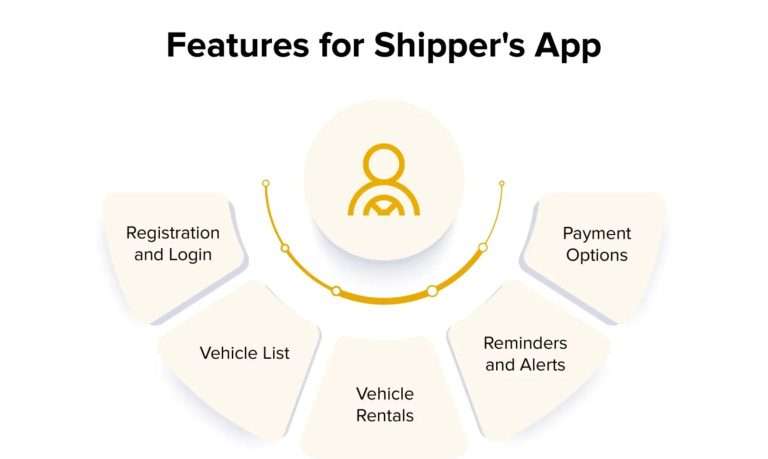 Features for Shipper's App
Registration
and Login
Vehicle List
Vehicle
Rentals
Reminders
and Alerts
Payment
Options